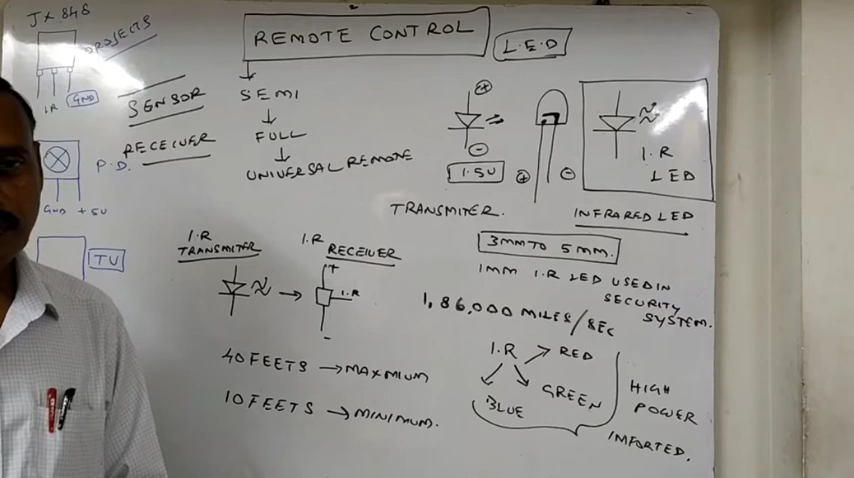 JX 848
PROJECTS
I.R
GND
SENSOR
RECEIVER
P.D.
GND +5V
TV
REMOTE CONTROL
L.E.D
SEMI
FULL
UNIVERSAL REMOTE
+
-
1.5V
+
-
I.R
LED
TRANSMITER.
INFRARED LED
I.R
TRANSMITER
I.R
RECEIVER
+
I.R
-
3MM TO 5MM.
1MM I.R LED USED IN
SECURITY
SYSTEM.
1,86,000 MILES/SEC
I.R
RED
GREEN
BLUE
HIGH
POWER
IMPORTED.
40 FEETS → MAXMIUM
10 FEETS → MINIMUM.